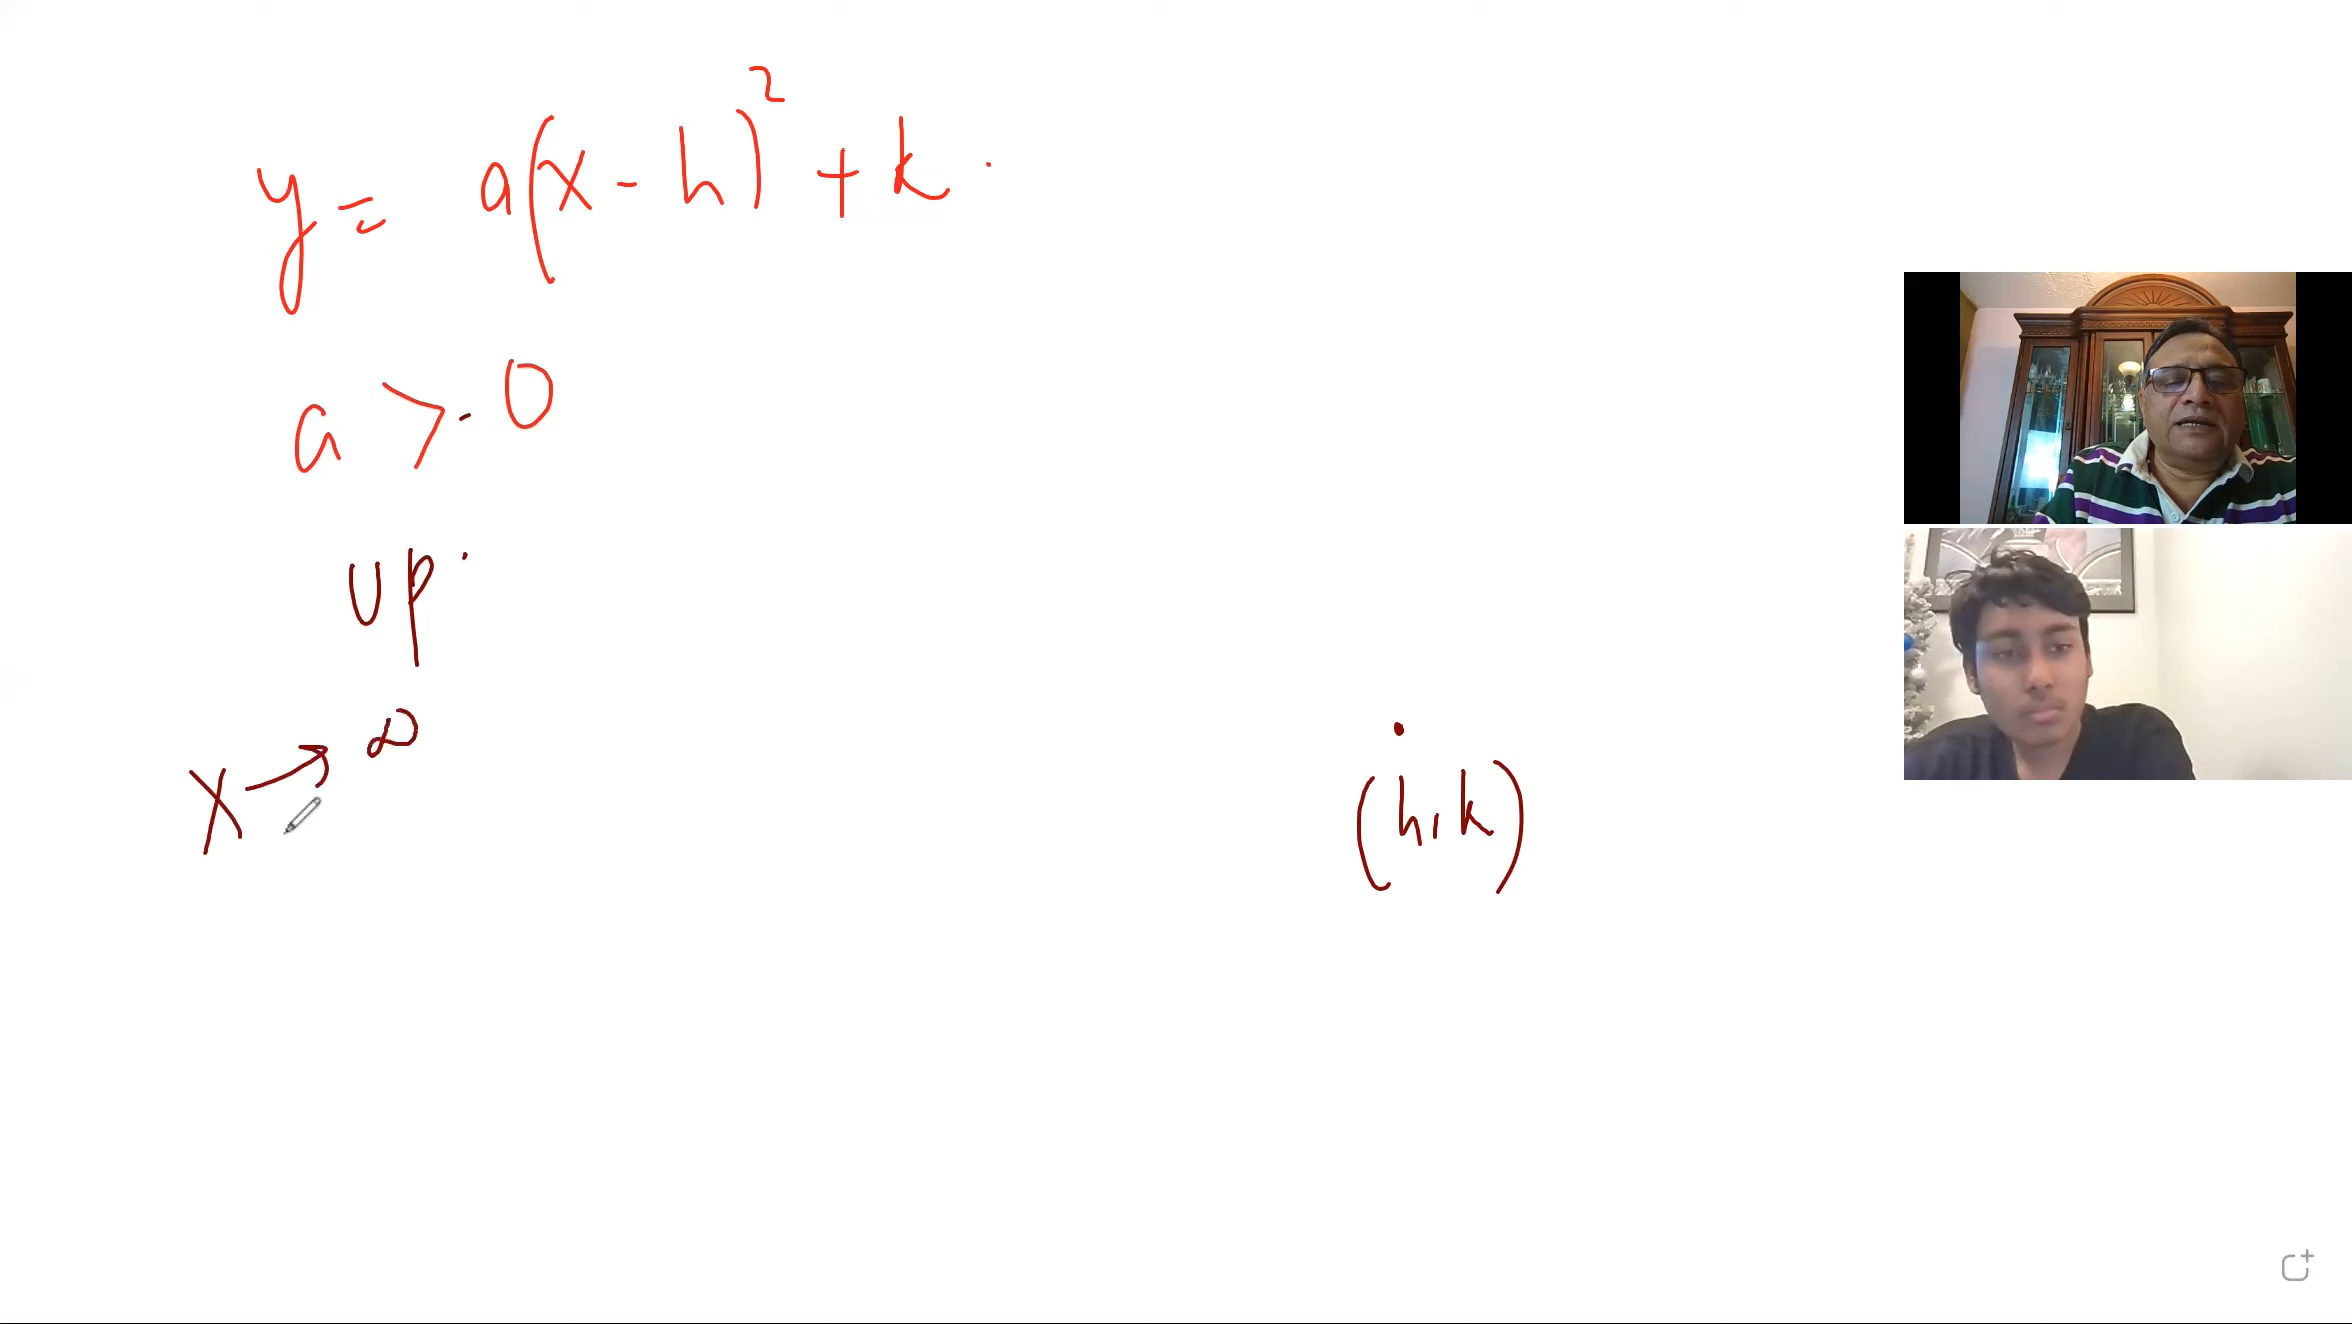 y = a(x - h)² + k.
a > 0
up.
x → ∞
(h, k)